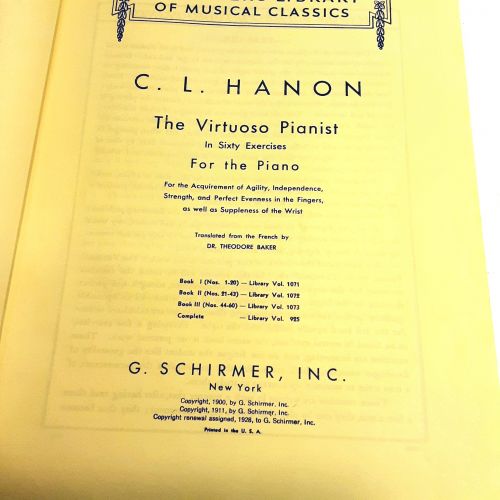 LIBRARY
OF MUSICAL CLASSICS
C. L. HANON
The Virtuoso Pianist
In Sixty Exercises
For the Piano
For the Acquirement of Agility, Independence,
Strength, and Perfect Evenness in the Fingers,
as well as Suppleness of the Wrist
Translated from the French by
DR. THEODORE BAKER
Book I (Nos. 1-20) — Library Vol. 1071
Book II (Nos. 21-43) — Library Vol. 1072
Book III (Nos. 44-60) — Library Vol. 1073
Complete — Library Vol. 925
G. SCHIRMER, INC.
New York
Copyright, 1900, by G. Schirmer, Inc.
Copyright, 1911, by G. Schirmer, Inc.
Copyright renewal assigned, 1928, to G. Schirmer, Inc.
Printed in the U. S. A.